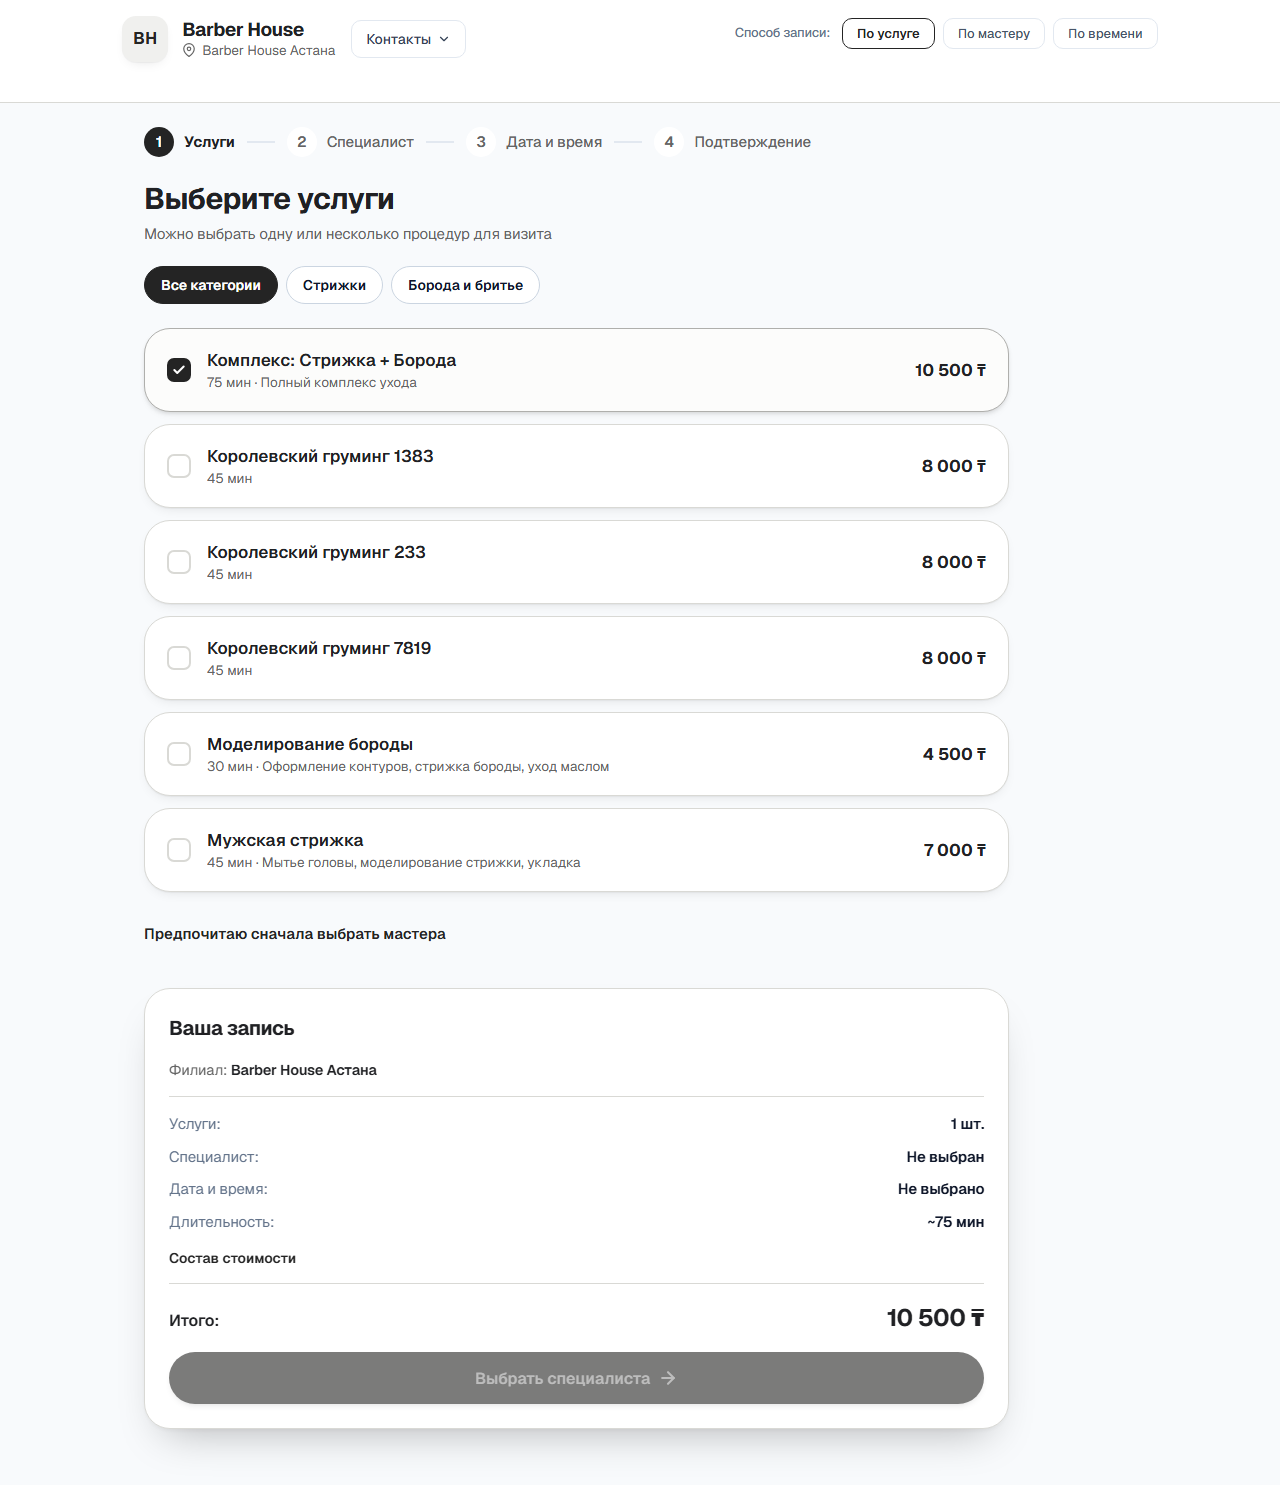 BH
Barber House
Barber House Астана
Контакты
Способ записи:
По услуге
По мастеру
По времени
1 Услуги
2 Специалист
3 Дата и время
4 Подтверждение
Выберите услуги
Можно выбрать одну или несколько процедур для визита
Все категории
Стрижки
Борода и бритье
Комплекс: Стрижка + Борода
75 мин · Полный комплекс ухода
10 500 ₸
Королевский груминг 1383
45 мин
8 000 ₸
Королевский груминг 233
45 мин
8 000 ₸
Королевский груминг 7819
45 мин
8 000 ₸
Моделирование бороды
30 мин · Оформление контуров, стрижка бороды, уход маслом
4 500 ₸
Мужская стрижка
45 мин · Мытье головы, моделирование стрижки, укладка
7 000 ₸
Предпочитаю сначала выбрать мастера
Ваша запись
Филиал: Barber House Астана
Услуги: 1 шт.
Специалист: Не выбран
Дата и время: Не выбрано
Длительность: ~75 мин
Состав стоимости
Итого: 10 500 ₸
Выбрать специалиста →